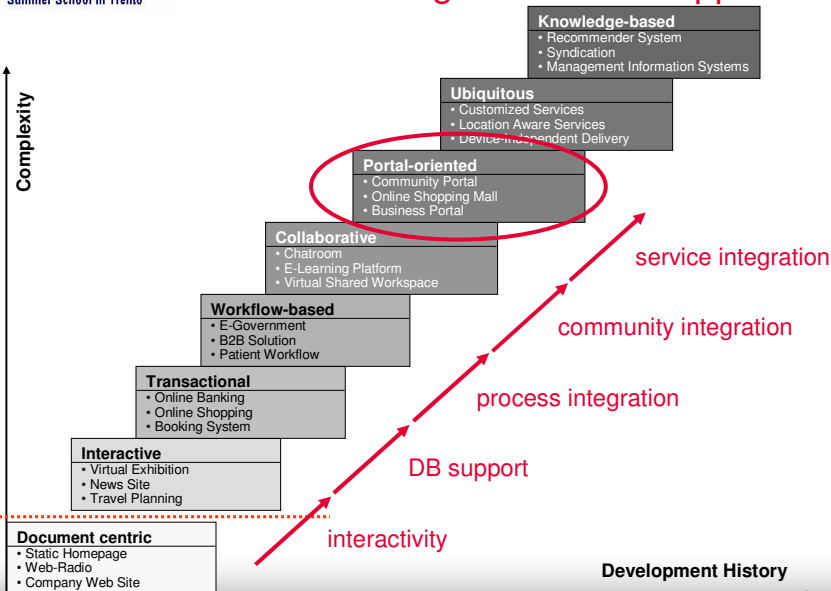 Knowledge-based
• Recommender System
• Syndication
• Management Information Systems
Ubiquitous
• Customized Services
• Location Aware Services
• Device-Independent Delivery
Complexity
Portal-oriented
• Community Portal
• Online Shopping Mall
• Business Portal
Collaborative
• Chatroom
• E-Learning Platform
• Virtual Shared Workspace
service integration
Workflow-based
• E-Government
• B2B Solution
• Patient Workflow
community integration
Transactional
• Online Banking
• Online Shopping
• Booking System
process integration
Interactive
• Virtual Exhibition
• News Site
• Travel Planning
DB support
Document centric
• Static Homepage
• Web-Radio
• Company Web Site
interactivity
Development History